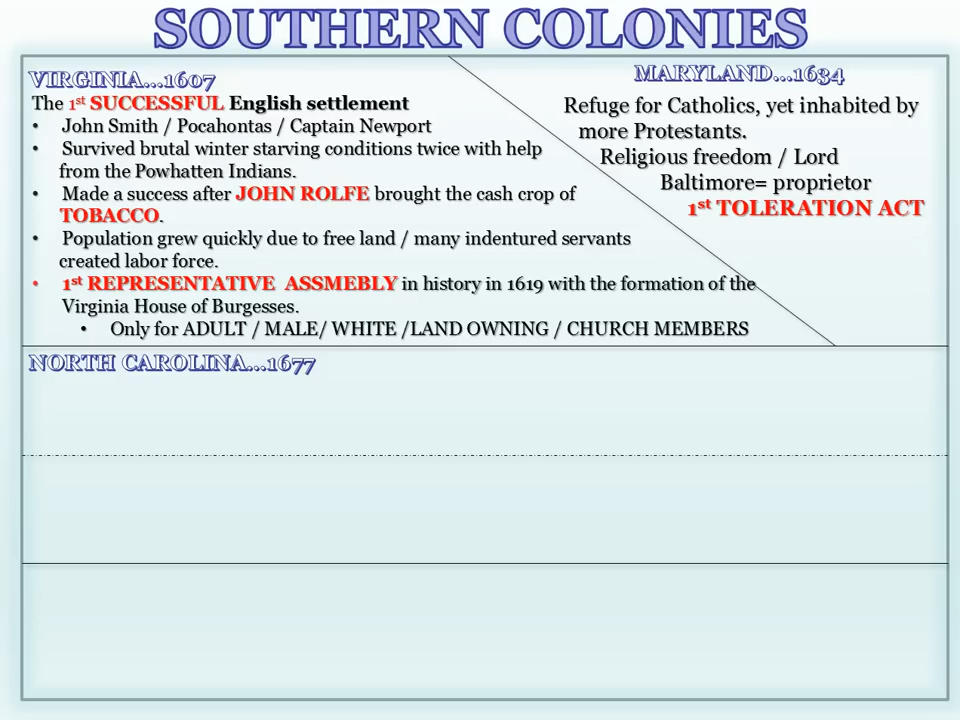 SOUTHERN COLONIES
VIRGINIA...1607
The 1st SUCCESSFUL English settlement
• John Smith / Pocahontas / Captain Newport
• Survived brutal winter starving conditions twice with help
from the Powhatten Indians.
• Made a success after JOHN ROLFE brought the cash crop of
TOBACCO.
• Population grew quickly due to free land / many indentured servants
created labor force.
• 1st REPRESENTATIVE ASSMEBLY in history in 1619 with the formation of the
Virginia House of Burgesses.
• Only for ADULT / MALE/ WHITE /LAND OWNING / CHURCH MEMBERS
MARYLAND...1634
Refuge for Catholics, yet inhabited by
more Protestants.
Religious freedom / Lord
Baltimore= proprietor
1st TOLERATION ACT
NORTH CAROLINA...1677